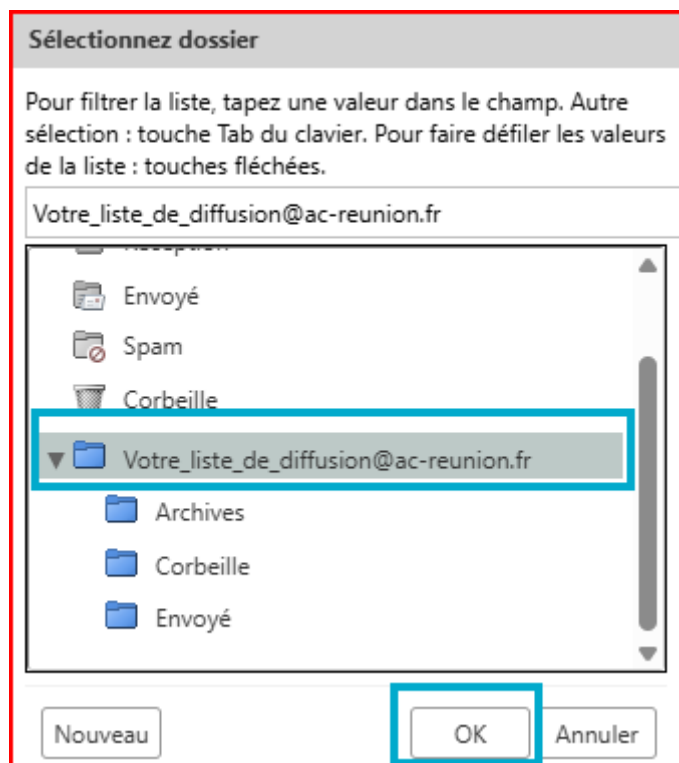 Sélectionnez dossier
Pour filtrer la liste, tapez une valeur dans le champ. Autre
sélection : touche Tab du clavier. Pour faire défiler les valeurs
de la liste : touches fléchées.
Votre_liste_de_diffusion@ac-reunion.fr
Envoyé
Spam
Corbeille
Votre_liste_de_diffusion@ac-reunion.fr
Archives
Corbeille
Envoyé
Nouveau OK Annuler